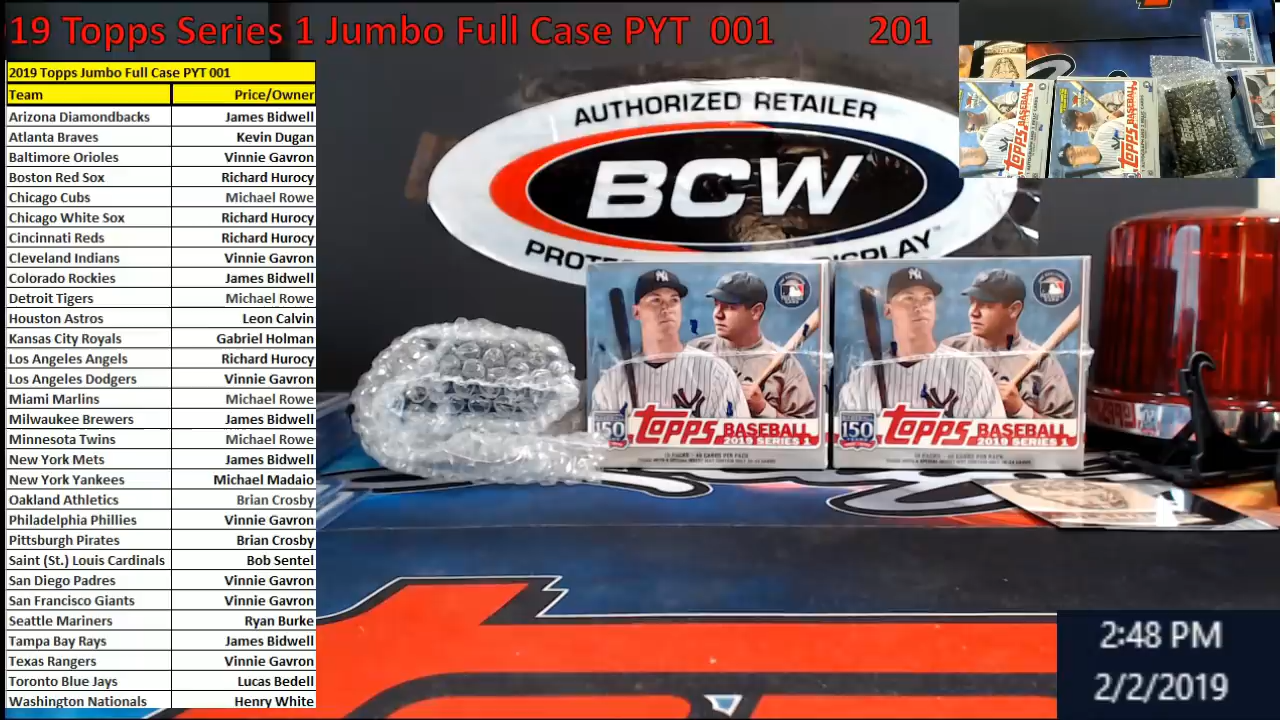 19 Topps Series 1 Jumbo Full Case PYT 001 201
2019 Topps Jumbo Full Case PYT 001
Team Price/Owner
Arizona Diamondbacks James Bidwell
Atlanta Braves Kevin Dugan
Baltimore Orioles Vinnie Gavron
Boston Red Sox Richard Hurocy
Chicago Cubs Michael Rowe
Chicago White Sox Richard Hurocy
Cincinnati Reds Richard Hurocy
Cleveland Indians Vinnie Gavron
Colorado Rockies James Bidwell
Detroit Tigers Michael Rowe
Houston Astros Leon Calvin
Kansas City Royals Gabriel Holman
Los Angeles Angels Richard Hurocy
Los Angeles Dodgers Vinnie Gavron
Miami Marlins Michael Rowe
Milwaukee Brewers James Bidwell
Minnesota Twins Michael Rowe
New York Mets James Bidwell
New York Yankees Michael Madaio
Oakland Athletics Brian Crosby
Philadelphia Phillies Vinnie Gavron
Pittsburgh Pirates Brian Crosby
Saint (St.) Louis Cardinals Bob Sentel
San Diego Padres Vinnie Gavron
San Francisco Giants Vinnie Gavron
Seattle Mariners Ryan Burke
Tampa Bay Rays James Bidwell
Texas Rangers Vinnie Gavron
Toronto Blue Jays Lucas Bedell
Washington Nationals Henry White
AUTHORIZED RETAILER
BCW
150 Topps BASEBALL
2019 SERIES 1
150 Topps BASEBALL
2019 SERIES 1
Topps BASEBALL
Topps BASEBALL
2:48 PM
2/2/2019